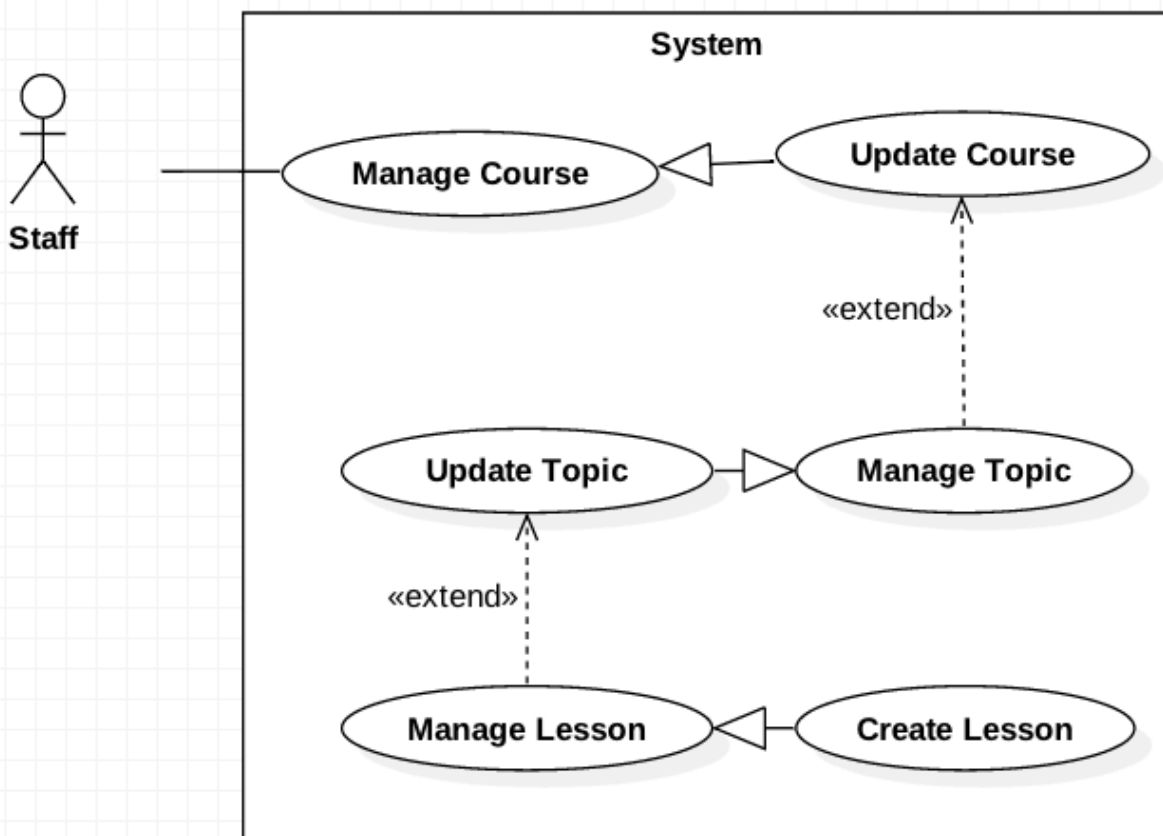 System
Manage Course
Update Course
Staff
«extend»
Update Topic
Manage Topic
«extend»
Manage Lesson
Create Lesson